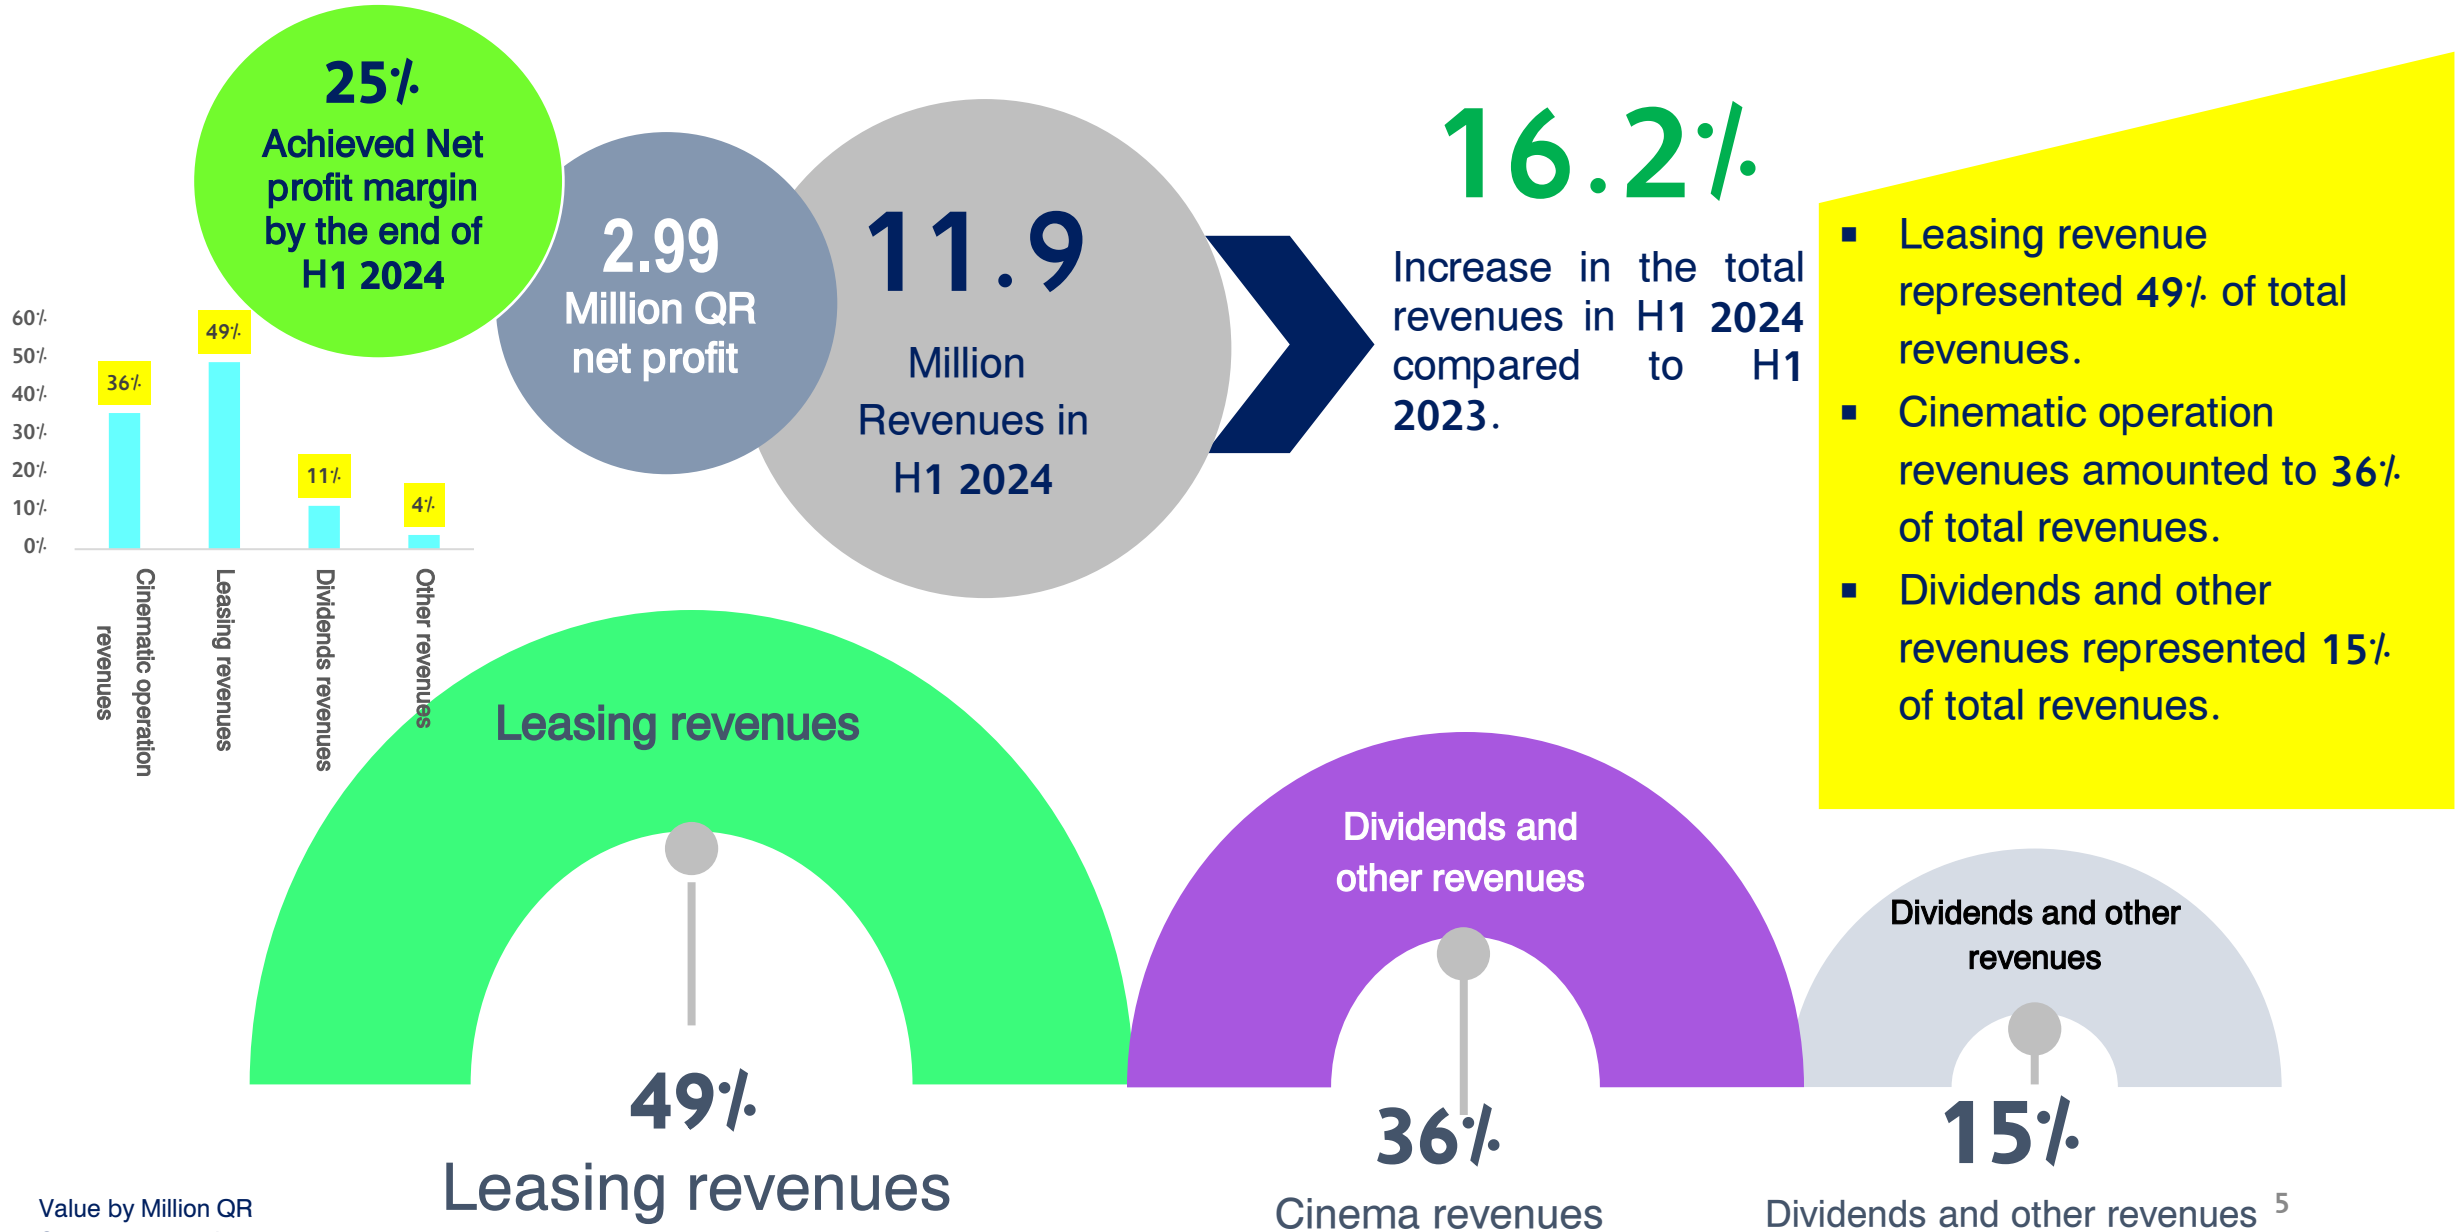 25٪
Achieved Net
profit margin
by the end of
H1 2024
2.99
Million QR
net profit
11.9
Million
Revenues in
H1 2024
16.2٪
Increase in the total
revenues in H1 2024
compared to H1
2023.
▪ Leasing revenue
represented 49٪ of total
revenues.
▪ Cinematic operation
revenues amounted to 36٪
of total revenues.
▪ Dividends and other
revenues represented 15٪
of total revenues.
60٪
50٪
40٪
30٪
20٪
10٪
0٪
36٪
49٪
11٪
4٪
Cinematic operation
revenues
Leasing revenues
Dividends revenues
Other revenues
Leasing revenues
49٪
Leasing revenues
Dividends and
other revenues
36٪
Cinema revenues
Dividends and other
revenues
15٪
Dividends and other revenues
Value by Million QR
5